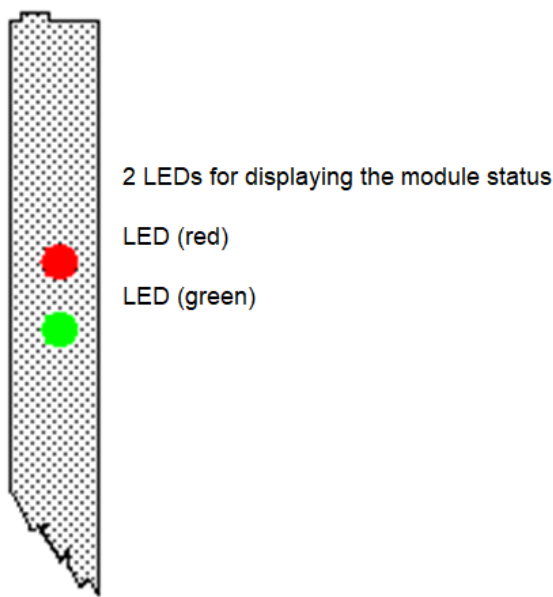 2 LEDs for displaying the module status
LED (red)
LED (green)